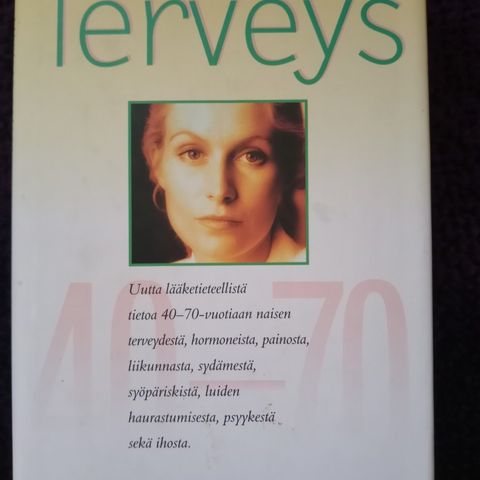 Terveys
40–70
Uutta lääketieteellistä
tietoa 40–70-vuotiaan naisen
terveydestä, hormoneista, painosta,
liikunnasta, sydämestä,
syöpäriskistä, luiden
haurastumisesta, psyykestä
sekä ihosta.